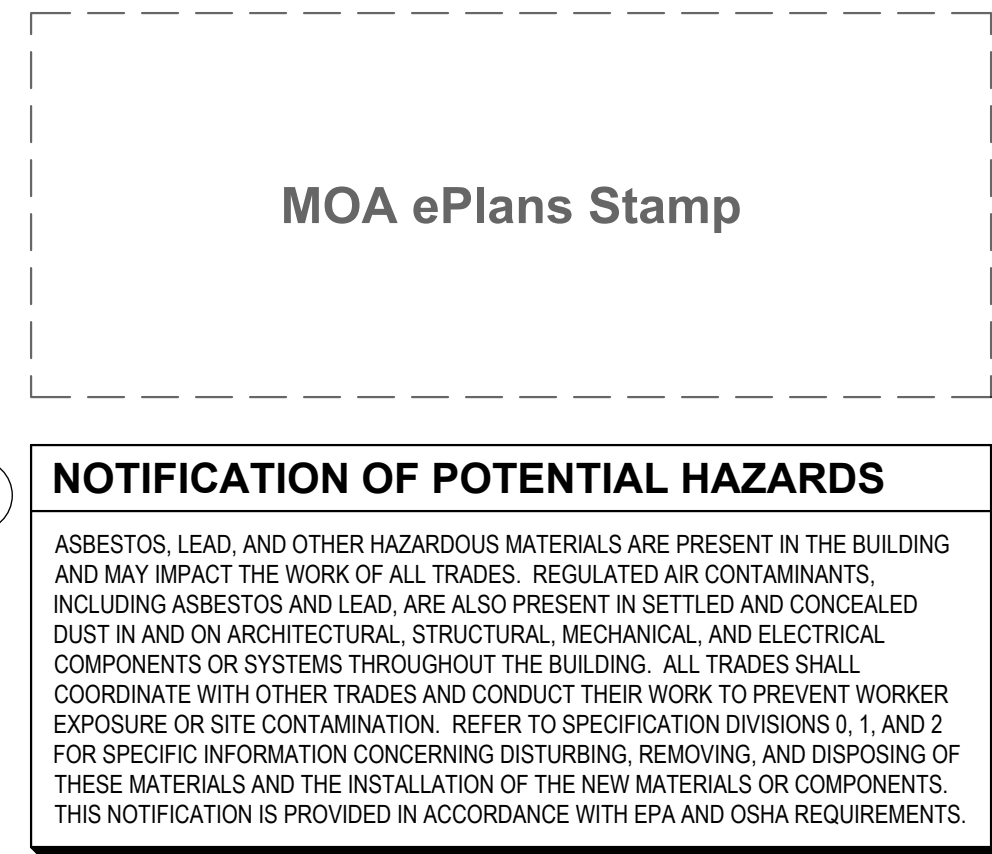 MOA ePlans Stamp
NOTIFICATION OF POTENTIAL HAZARDS
ASBESTOS, LEAD, AND OTHER HAZARDOUS MATERIALS ARE PRESENT IN THE BUILDING
AND MAY IMPACT THE WORK OF ALL TRADES.  REGULATED AIR CONTAMINANTS,
INCLUDING ASBESTOS AND LEAD, ARE ALSO PRESENT IN SETTLED AND CONCEALED
DUST IN AND ON ARCHITECTURAL, STRUCTURAL, MECHANICAL, AND ELECTRICAL
COMPONENTS OR SYSTEMS THROUGHOUT THE BUILDING.  ALL TRADES SHALL
COORDINATE WITH OTHER TRADES AND CONDUCT THEIR WORK TO PREVENT WORKER
EXPOSURE OR SITE CONTAMINATION.  REFER TO SPECIFICATION DIVISIONS 0, 1, AND 2
FOR SPECIFIC INFORMATION CONCERNING DISTURBING, REMOVING, AND DISPOSING OF
THESE MATERIALS AND THE INSTALLATION OF THE NEW MATERIALS OR COMPONENTS.
THIS NOTIFICATION IS PROVIDED IN ACCORDANCE WITH EPA AND OSHA REQUIREMENTS.